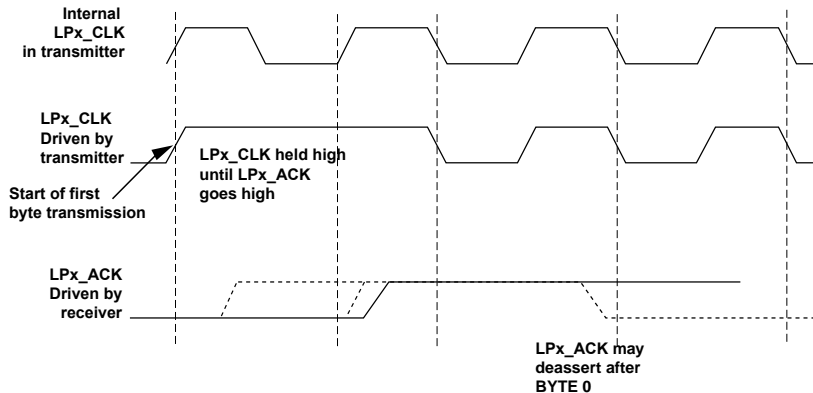 Internal
LPx_CLK
in transmitter
LPx_CLK
Driven by
transmitter
LPx_CLK held high
until LPx_ACK
goes high
Start of first
byte transmission
LPx_ACK
Driven by
receiver
LPx_ACK may
deassert after
BYTE 0